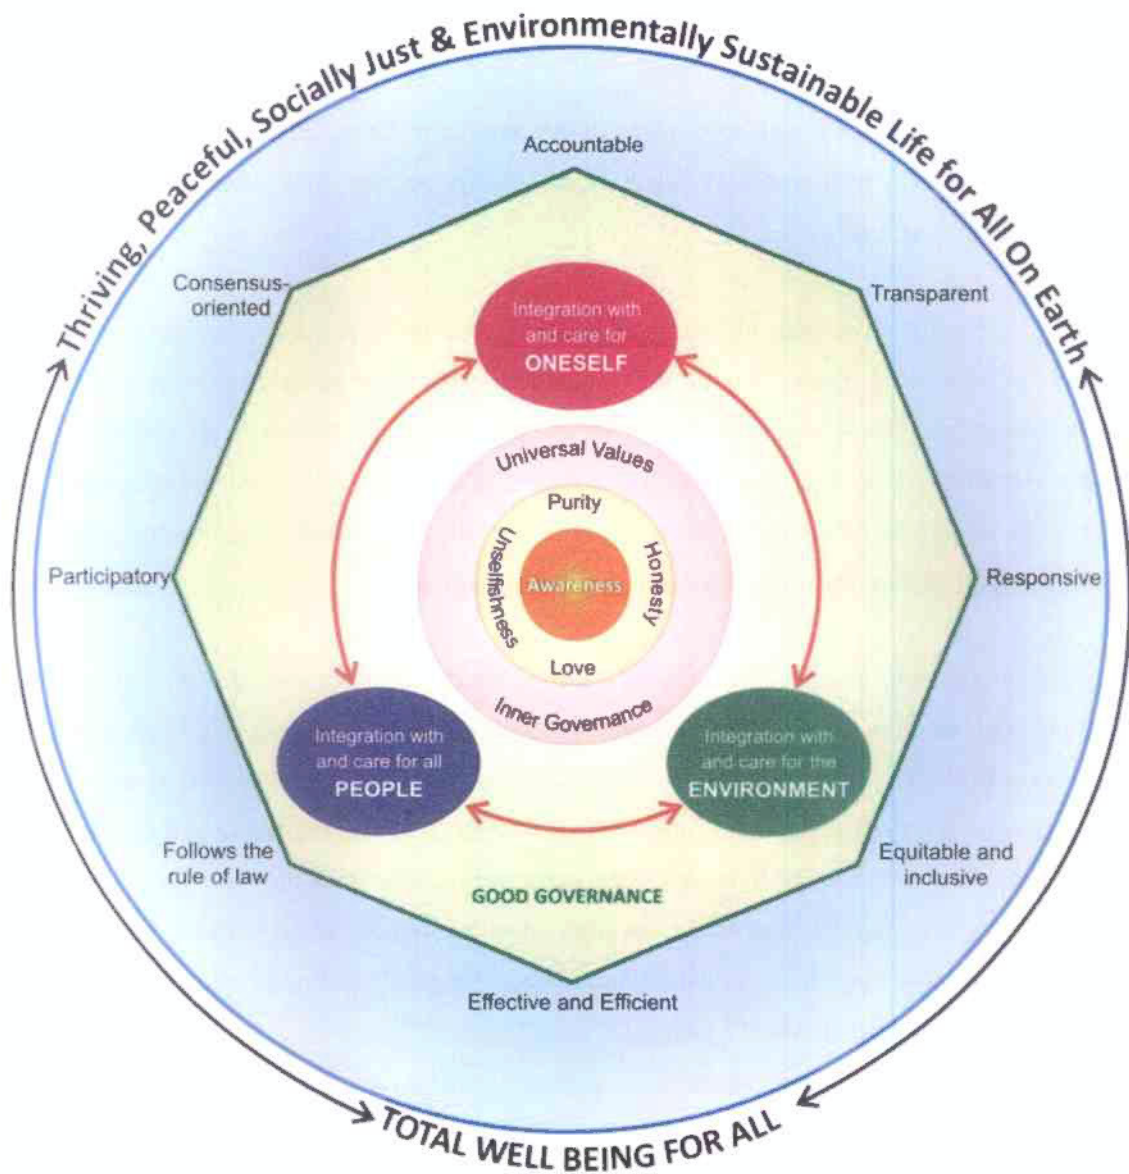 Thriving, Peaceful, Socially Just & Environmentally Sustainable Life for All On Earth
Accountable
Consensus-
oriented
Transparent
Integration with
and care for
ONESELF
Universal Values
Purity
Unselfishness
Awareness
Honesty
Love
Inner Governance
Participatory
Responsive
Integration with
and care for all
PEOPLE
Integration with
and care for the
ENVIRONMENT
Follows the
rule of law
Equitable and
inclusive
GOOD GOVERNANCE
Effective and Efficient
TOTAL WELL BEING FOR ALL